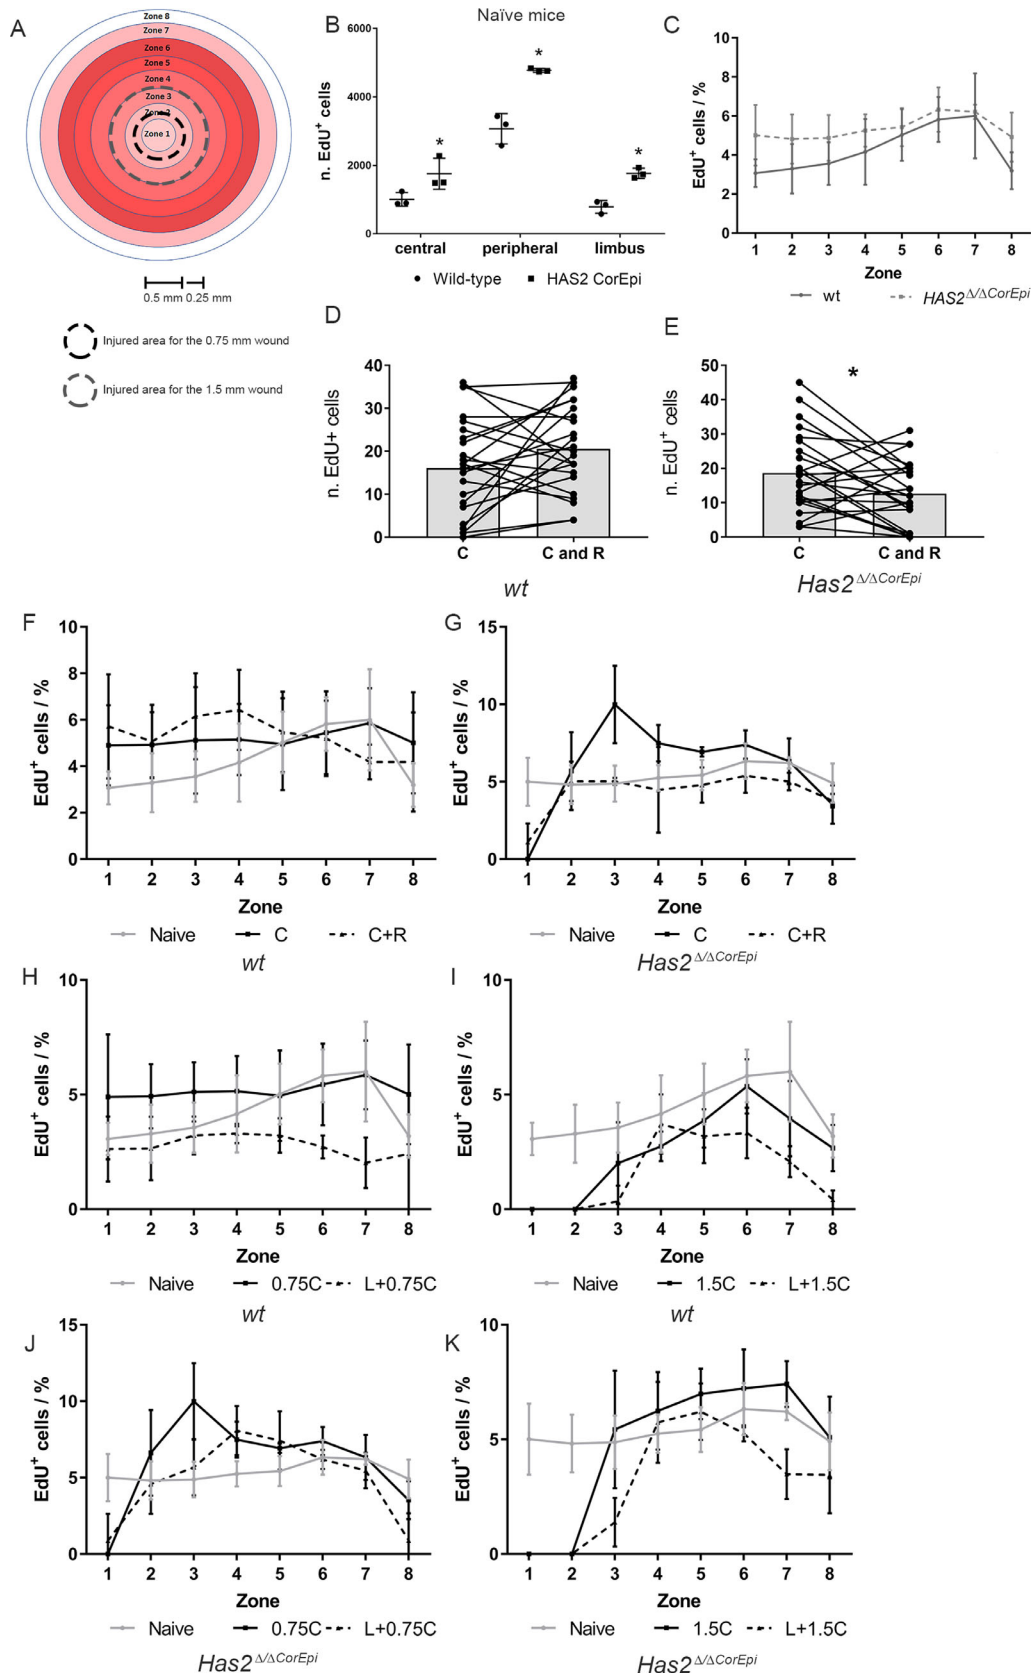 A
Zone 8
Zone 7
Zone 6
Zone 5
Zone 4
Zone 3
Zone 2
Zone 1
0.5 mm 0.25 mm
Injured area for the 0.75 mm wound
Injured area for the 1.5 mm wound
B
Naïve mice
n. EdU+ cells
6000
4000
2000
0
*
*
*
central peripheral limbus
Wild-type HAS2 CorEpi
C
EdU+ cells / %
10
8
6
4
2
0
1 2 3 4 5 6 7 8
Zone
wt HAS2 Δ/ΔCorEpi
D
n. EdU+ cells
40
30
20
10
0
C C and R
wt
E
n. EdU+ cells
50
40
30
20
10
0
*
C C and R
Has2 Δ/ΔCorEpi
F
EdU+ cells / %
10
8
6
4
2
0
1 2 3 4 5 6 7 8
Zone
Naive C C+R
wt
G
EdU+ cells / %
15
10
5
0
1 2 3 4 5 6 7 8
Zone
Naive C C+R
Has2 Δ/ΔCorEpi
H
EdU+ cells / %
10
5
0
1 2 3 4 5 6 7 8
Zone
Naive 0.75C L+0.75C
wt
I
EdU+ cells / %
10
5
0
1 2 3 4 5 6 7 8
Zone
Naive 1.5C L+1.5C
wt
J
EdU+ cells / %
15
10
5
0
1 2 3 4 5 6 7 8
Zone
Naive 0.75C L+0.75C
Has2 Δ/ΔCorEpi
K
EdU+ cells / %
10
5
0
1 2 3 4 5 6 7 8
Zone
Naive 1.5C L+1.5C
Has2 Δ/ΔCorEpi